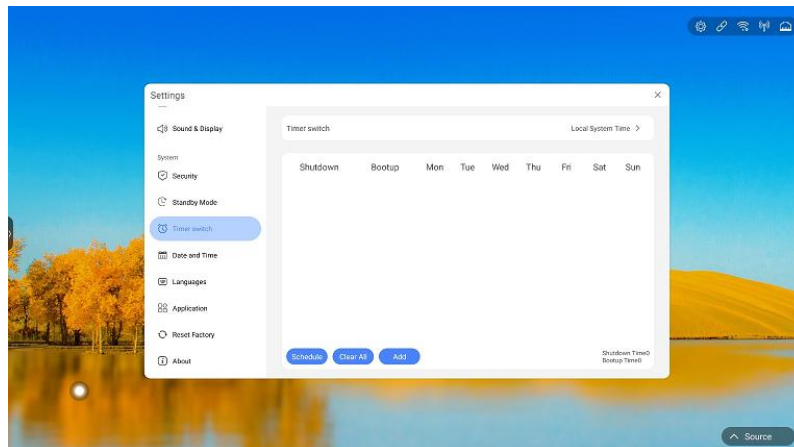 Settings
Sound & Display
System
Security
Standby Mode
Timer switch
Date and Time
Languages
Application
Reset Factory
About
Timer switch
Local System Time >
Shutdown Bootup Mon Tue Wed Thu Fri Sat Sun
Schedule Clear All Add
Shutdown Time0
Bootup Time0
Source